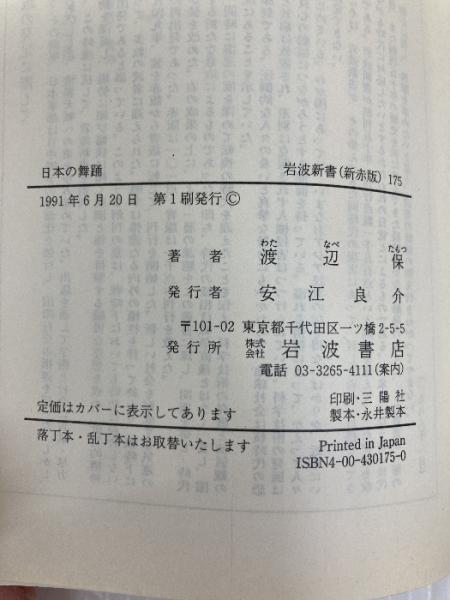 日本の舞踊
岩波新書(新赤版) 175
1991年6月20日 第1刷発行©
著者 渡辺保
わた なべ たもつ
発行者 安江良介
〒101-02 東京都千代田区一ツ橋2-5-5
発行所 株式会社 岩波書店
電話 03-3265-4111(案内)
印刷・三陽社
製本・永井製本
定価はカバーに表示してあります
落丁本・乱丁本はお取替いたします
Printed in Japan
ISBN4-00-430175-0